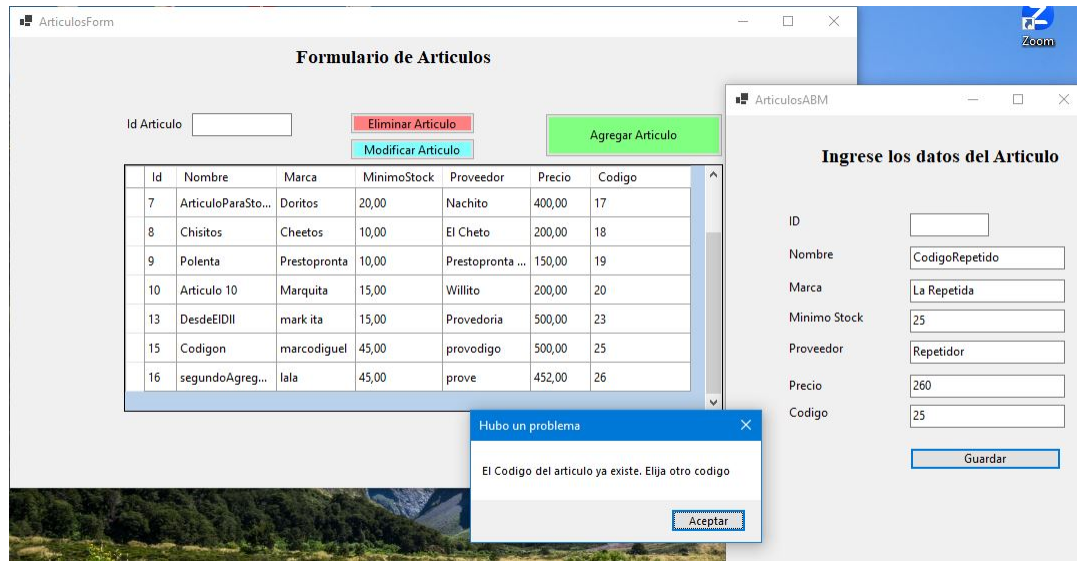 ArticulosForm
Zoom
Formulario de Articulos
Id Articulo
Eliminar Articulo
Modificar Articulo
Agregar Articulo
Id Nombre Marca MinimoStock Proveedor Precio Codigo
7 ArticuloParaSto... Doritos 20,00 Nachito 400,00 17
8 Chisitos Cheetos 10,00 El Cheto 200,00 18
9 Polenta Prestopronta 10,00 Prestopronta ... 150,00 19
10 Articulo 10 Marquita 15,00 Willito 200,00 20
13 DesdeElDII mark ita 15,00 Provedoria 500,00 23
15 Codigon marcodiguel 45,00 provodigo 500,00 25
16 segundoAgreg... lala 45,00 prove 452,00 26
ArticulosABM
Ingrese los datos del Articulo
ID
Nombre CodigoRepetido
Marca La Repetida
Minimo Stock 25
Proveedor Repetidor
Precio 260
Codigo 25
Guardar
Hubo un problema
El Codigo del articulo ya existe. Elija otro codigo
Aceptar